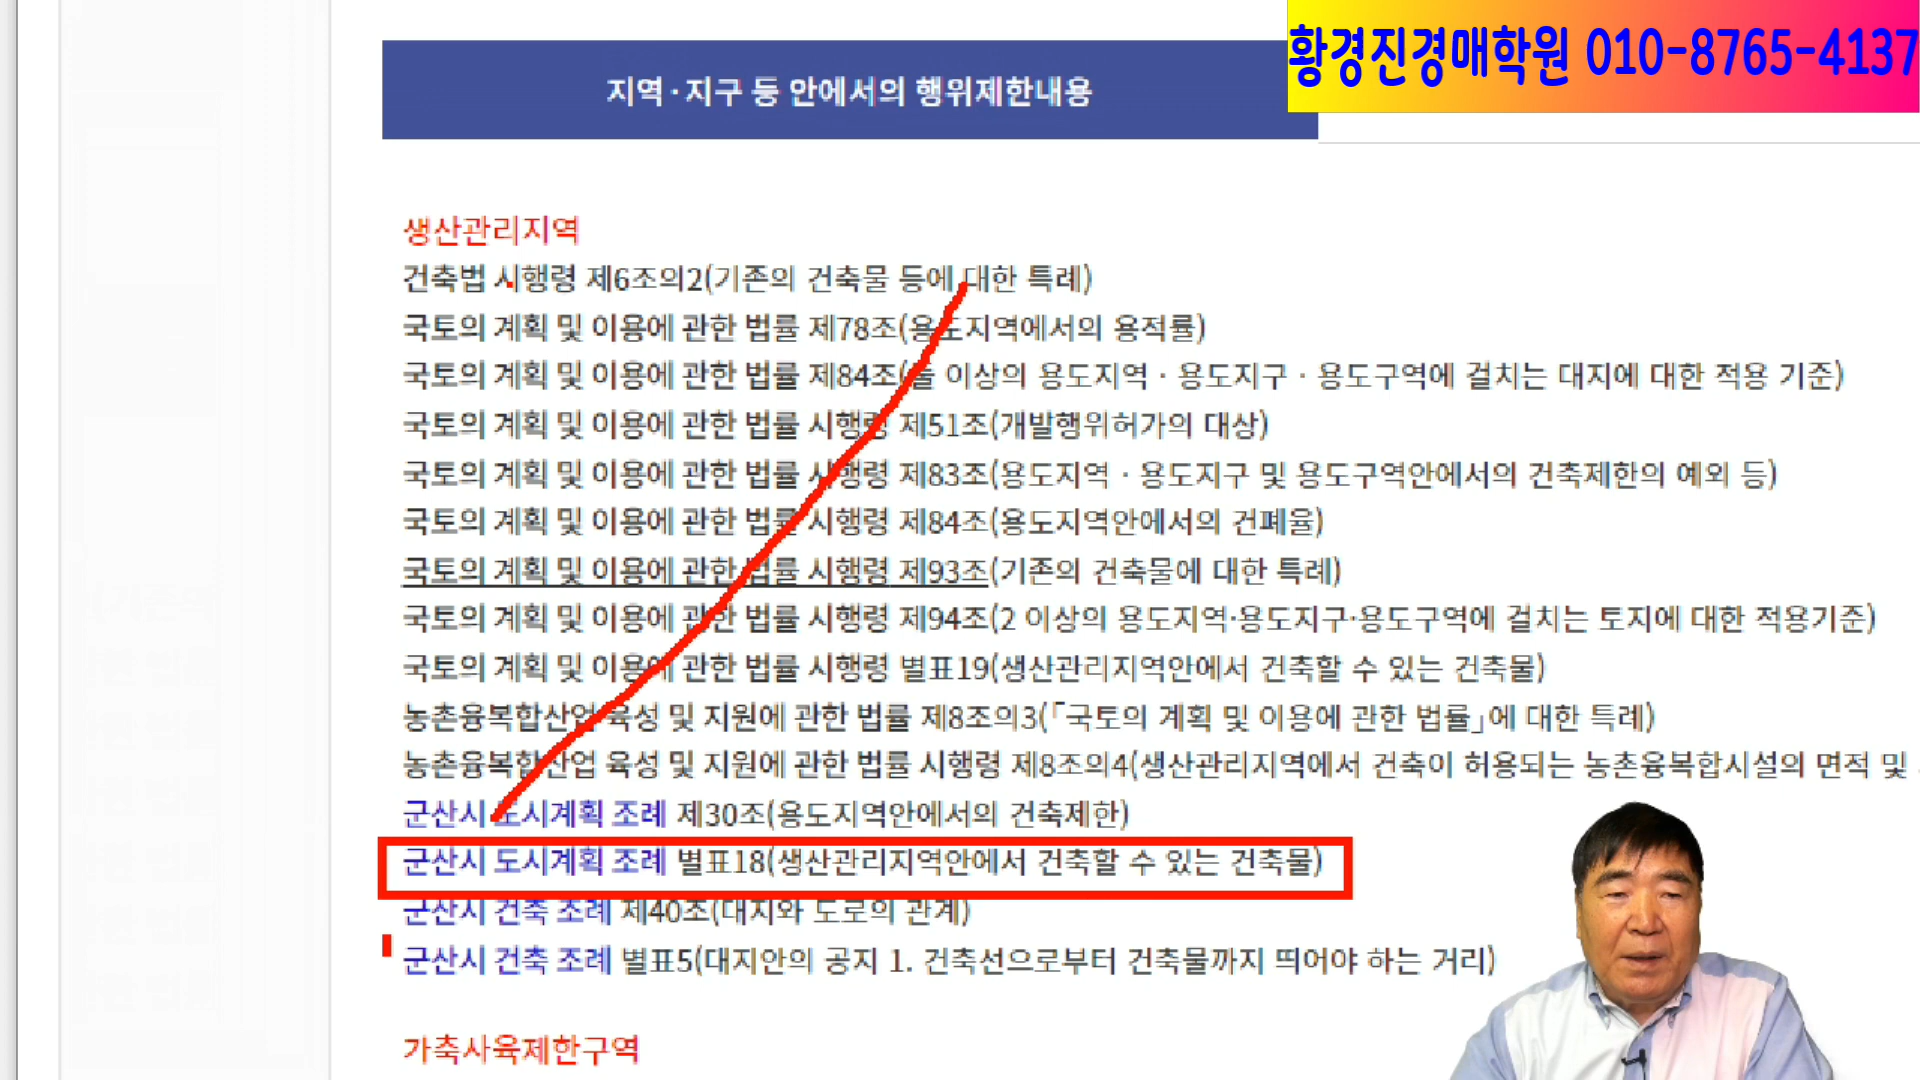 황경진경매학원 010-8765-4137
지역·지구 등 안에서의 행위제한내용
생산관리지역
건축법 시행령 제6조의2(기존의 건축물 등에 대한 특례)
국토의 계획 및 이용에 관한 법률 제78조(용도지역에서의 용적률)
국토의 계획 및 이용에 관한 법률 제84조(둘 이상의 용도지역ㆍ용도지구ㆍ용도구역에 걸치는 대지에 대한 적용 기준)
국토의 계획 및 이용에 관한 법률 시행령 제51조(개발행위허가의 대상)
국토의 계획 및 이용에 관한 법률 시행령 제83조(용도지역ㆍ용도지구 및 용도구역안에서의 건축제한의 예외 등)
국토의 계획 및 이용에 관한 법률 시행령 제84조(용도지역안에서의 건폐율)
국토의 계획 및 이용에 관한 법률 시행령 제93조(기존의 건축물에 대한 특례)
국토의 계획 및 이용에 관한 법률 시행령 제94조(2 이상의 용도지역·용도지구·용도구역에 걸치는 토지에 대한 적용기준)
국토의 계획 및 이용에 관한 법률 시행령 별표19(생산관리지역안에서 건축할 수 있는 건축물)
농촌융복합산업 육성 및 지원에 관한 법률 제8조의3(「국토의 계획 및 이용에 관한 법률」에 대한 특례)
농촌융복합산업 육성 및 지원에 관한 법률 시행령 제8조의4(생산관리지역에서 건축이 허용되는 농촌융복합시설의 면적 및
군산시 도시계획 조례 제30조(용도지역안에서의 건축제한)
군산시 도시계획 조례 별표18(생산관리지역안에서 건축할 수 있는 건축물)
군산시 건축 조례 제40조(대지와 도로의 관계)
군산시 건축 조례 별표5(대지안의 공지 1. 건축선으로부터 건축물까지 띄어야 하는 거리)
가축사육제한구역